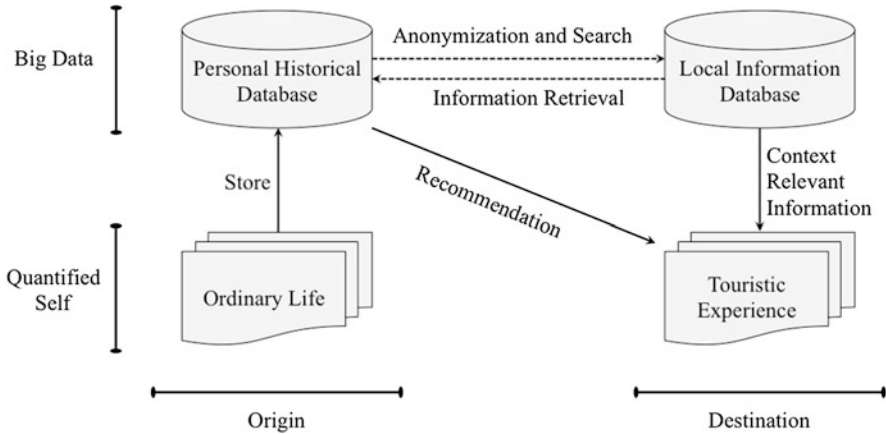 Big Data
Personal Historical
Database
Anonymization and Search
Information Retrieval
Local Information
Database
Store
Recommendation
Context
Relevant
Information
Quantified
Self
Ordinary Life
Touristic
Experience
Origin
Destination